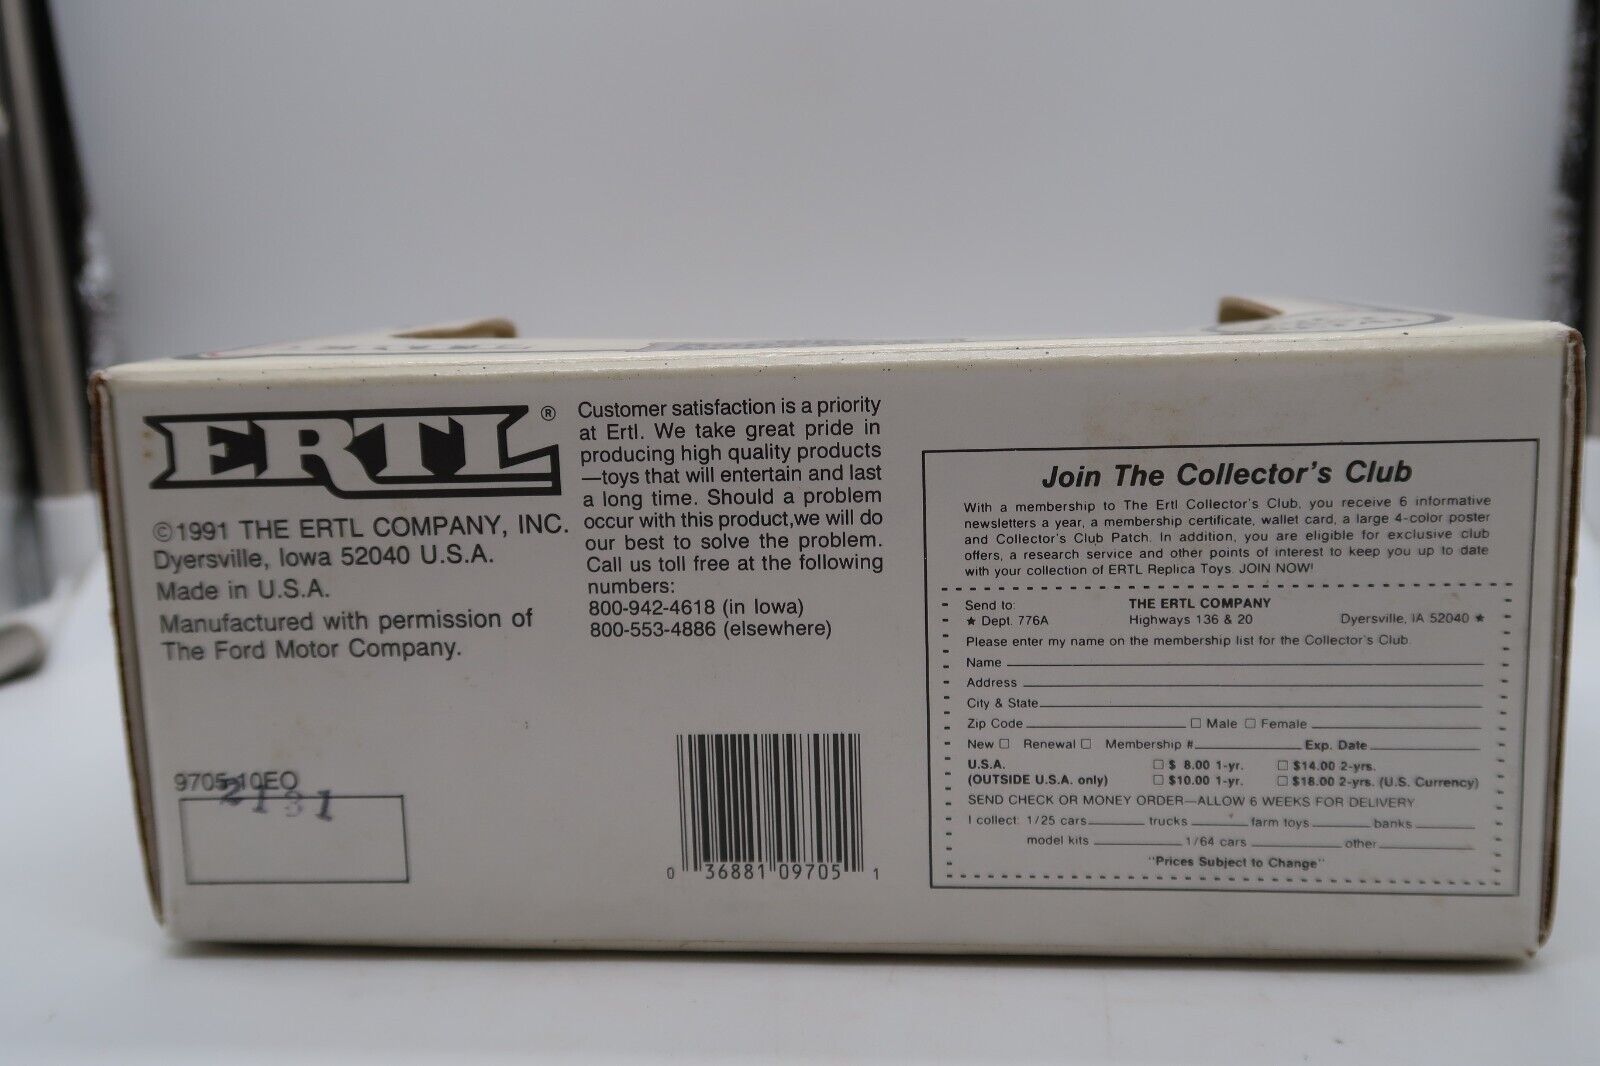 ERTL®
©1991 THE ERTL COMPANY, INC.
Dyersville, Iowa 52040 U.S.A.
Made in U.S.A.
Manufactured with permission of
The Ford Motor Company.
9705-10EO
2131
Customer satisfaction is a priority
at Ertl. We take great pride in
producing high quality products
—toys that will entertain and last
a long time. Should a problem
occur with this product,we will do
our best to solve the problem.
Call us toll free at the following
numbers:
800-942-4618 (in Iowa)
800-553-4886 (elsewhere)
0 36881 09705 1
Join The Collector's Club
With a membership to The Ertl Collector's Club, you receive 6 informative
newsletters a year, a membership certificate, wallet card, a large 4-color poster
and Collector's Club Patch. In addition, you are eligible for exclusive club
offers, a research service and other points of interest to keep you up to date
with your collection of ERTL Replica Toys. JOIN NOW!
Send to: THE ERTL COMPANY
★ Dept. 776A Highways 136 & 20 Dyersville, IA 52040 ★
Please enter my name on the membership list for the Collector's Club.
Name
Address
City & State
Zip Code □ Male □ Female
New □ Renewal □ Membership # Exp. Date
U.S.A. □ $ 8.00 1-yr. □ $14.00 2-yrs.
(OUTSIDE U.S.A. only) □ $10.00 1-yr. □ $18.00 2-yrs. (U.S. Currency)
SEND CHECK OR MONEY ORDER—ALLOW 6 WEEKS FOR DELIVERY
I collect: 1/25 cars trucks farm toys banks
model kits 1/64 cars other
"Prices Subject to Change"